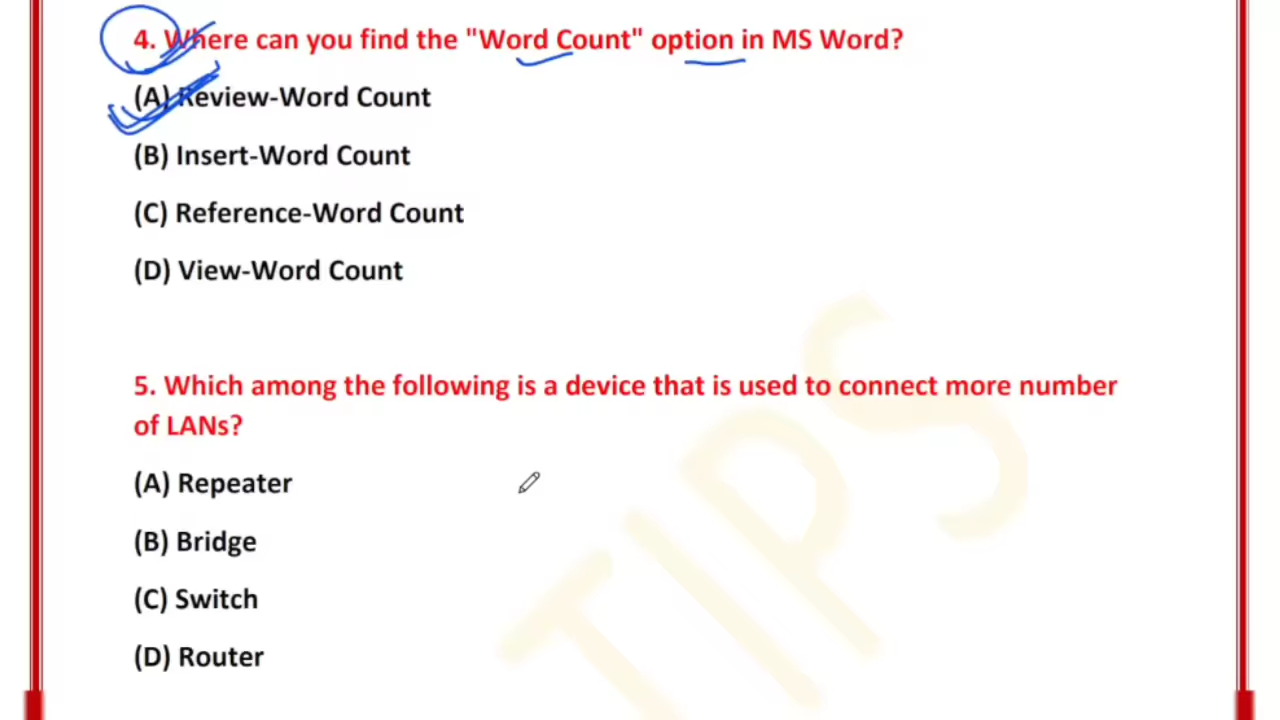 4. Where can you find the "Word Count" option in MS Word?
(A) Review-Word Count
(B) Insert-Word Count
(C) Reference-Word Count
(D) View-Word Count
5. Which among the following is a device that is used to connect more number
of LANs?
(A) Repeater
(B) Bridge
(C) Switch
(D) Router
TIPS